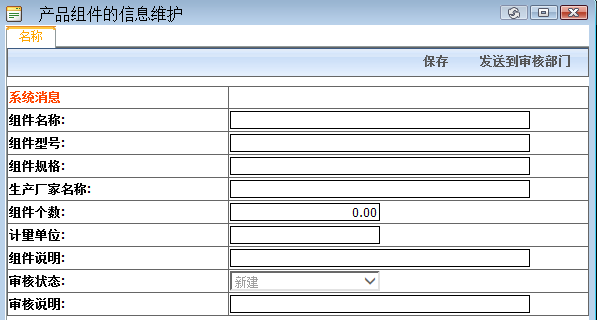 产品组件的信息维护
名称
保存 发送到审核部门
系统消息
组件名称:
组件型号:
组件规格:
生产厂家名称:
组件个数: 0.00
计量单位:
组件说明:
审核状态: 新建
审核说明: